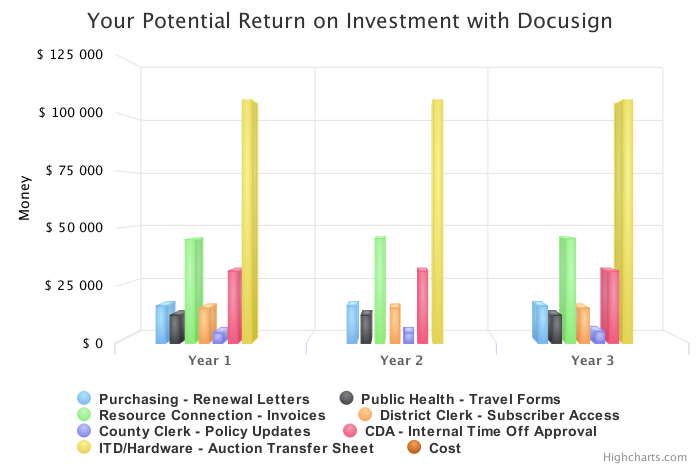 Your Potential Return on Investment with Docusign
$ 125 000
$ 100 000
$ 75 000
$ 50 000
$ 25 000
$ 0
Money
Year 1
Year 2
Year 3
Purchasing - Renewal Letters
Public Health - Travel Forms
Resource Connection - Invoices
District Clerk - Subscriber Access
County Clerk - Policy Updates
CDA - Internal Time Off Approval
ITD/Hardware - Auction Transfer Sheet
Cost
Highcharts.com